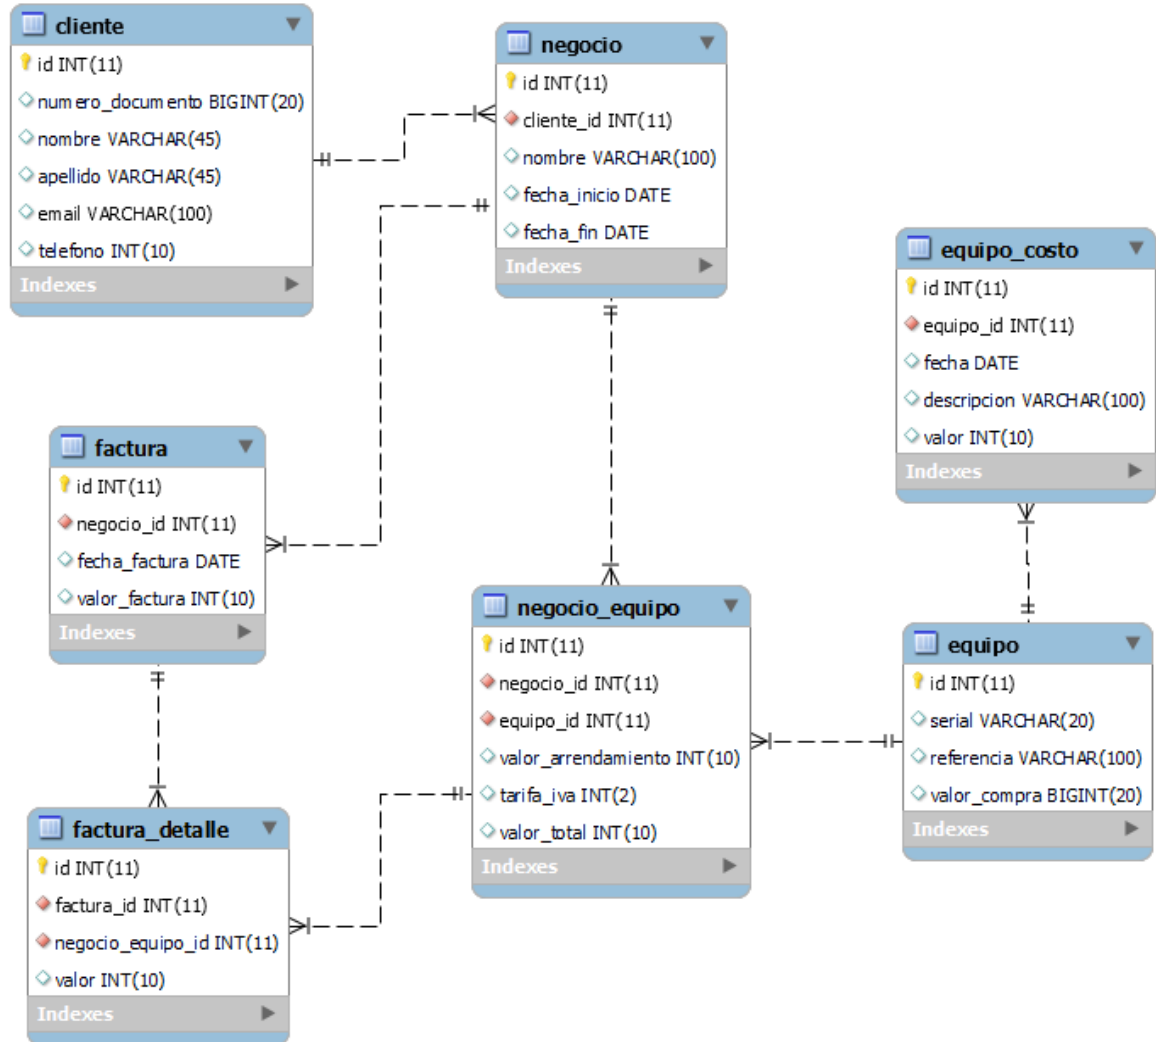 cliente
id INT(11)
numero_documento BIGINT(20)
nombre VARCHAR(45)
apellido VARCHAR(45)
email VARCHAR(100)
telefono INT(10)
Indexes
negocio
id INT(11)
cliente_id INT(11)
nombre VARCHAR(100)
fecha_inicio DATE
fecha_fin DATE
Indexes
equipo_costo
id INT(11)
equipo_id INT(11)
fecha DATE
descripcion VARCHAR(100)
valor INT(10)
Indexes
factura
id INT(11)
negocio_id INT(11)
fecha_factura DATE
valor_factura INT(10)
Indexes
negocio_equipo
id INT(11)
negocio_id INT(11)
equipo_id INT(11)
valor_arrendamiento INT(10)
tarifa_iva INT(2)
valor_total INT(10)
Indexes
equipo
id INT(11)
serial VARCHAR(20)
referencia VARCHAR(100)
valor_compra BIGINT(20)
Indexes
factura_detalle
id INT(11)
factura_id INT(11)
negocio_equipo_id INT(11)
valor INT(10)
Indexes